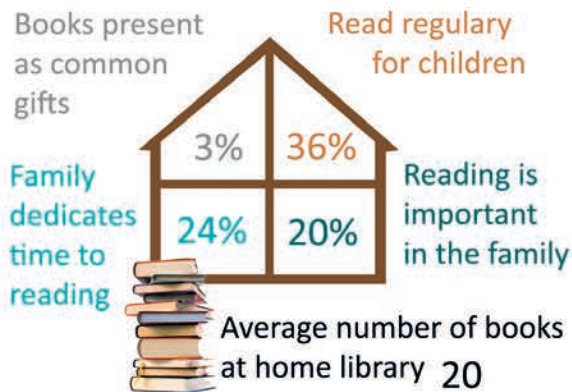 Books present
as common
gifts
Read regulary
for children
3%
36%
Family
dedicates
time to
reading
24%
20%
Reading is
important
in the family
Average number of books
at home library 20